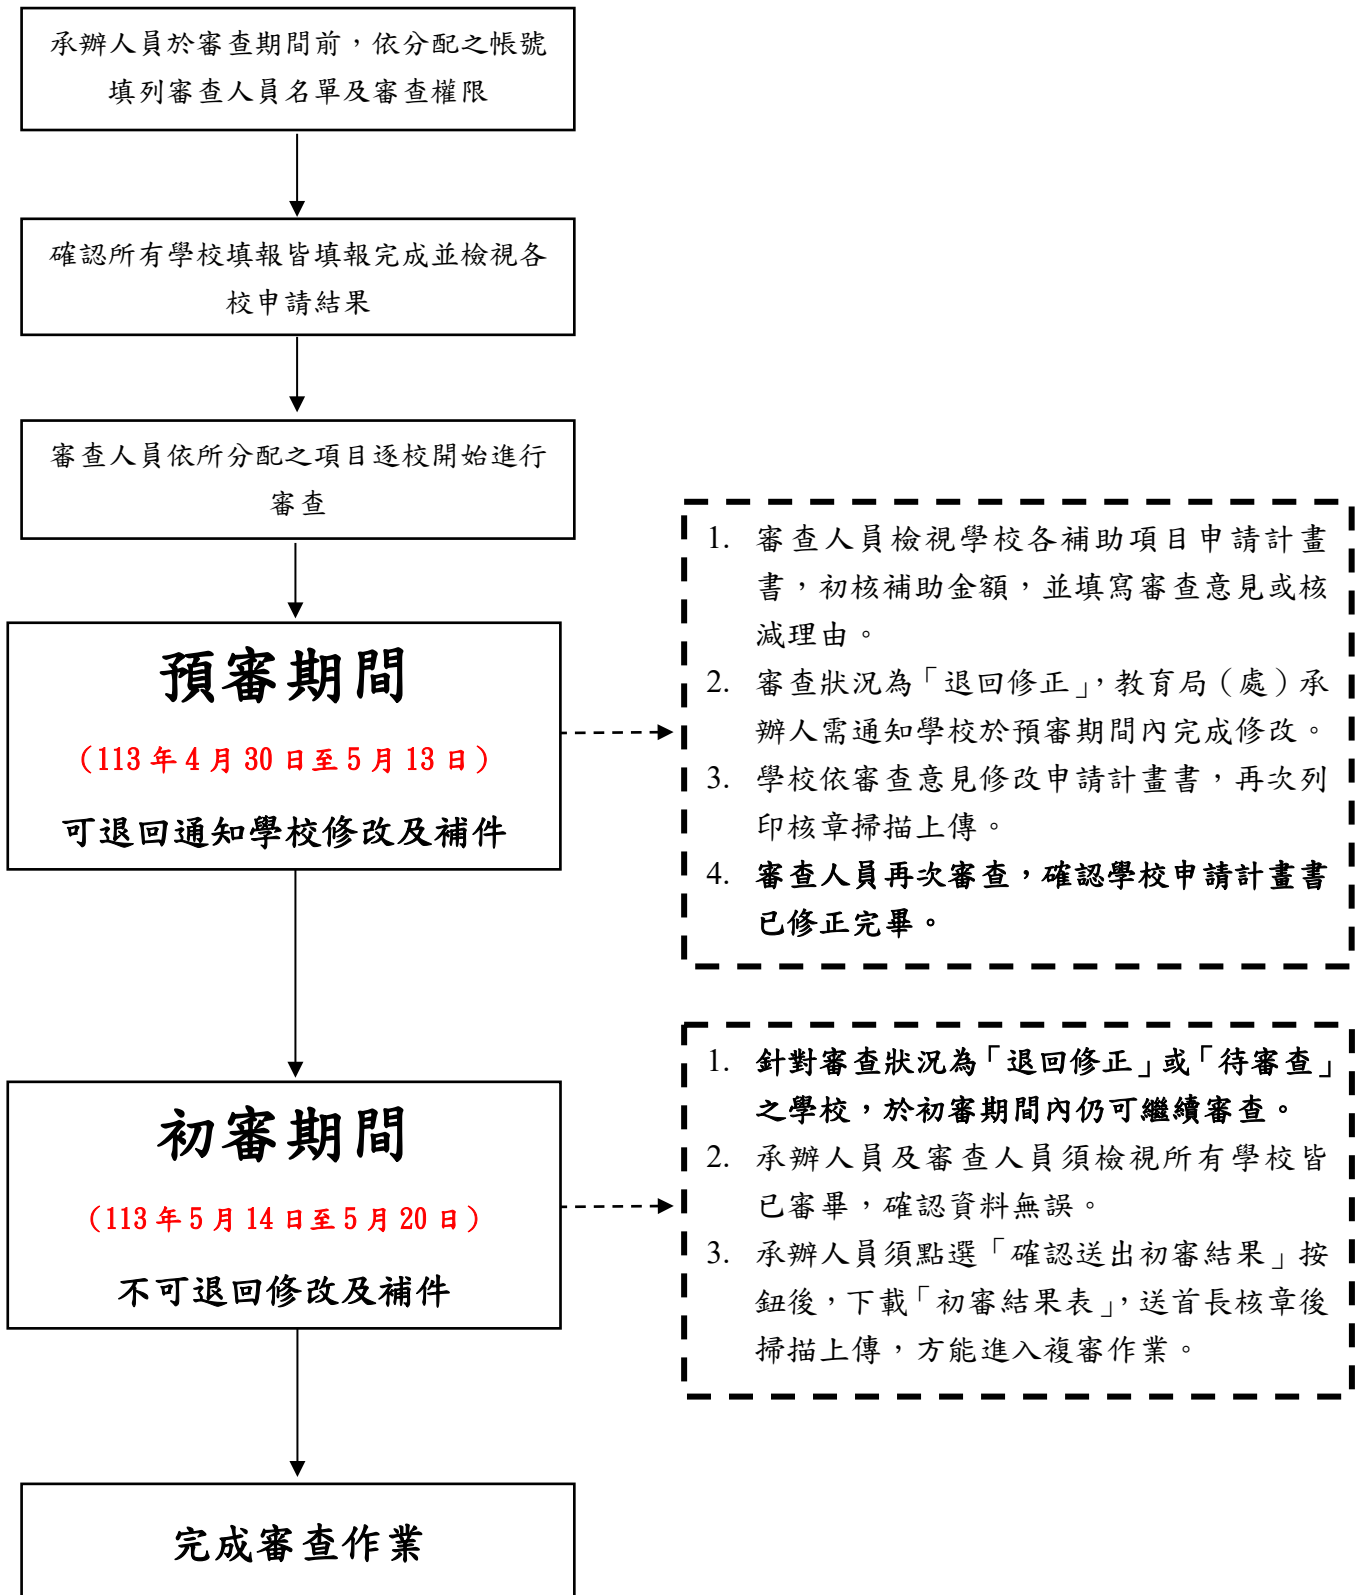 承辦人員於審查期間前，依分配之帳號
填列審查人員名單及審查權限
確認所有學校填報皆填報完成並檢視各
校申請結果
審查人員依所分配之項目逐校開始進行
審查
預審期間
（113 年 4 月 30 日至 5 月 13 日）
可退回通知學校修改及補件
1. 審查人員檢視學校各補助項目申請計畫
書，初核補助金額，並填寫審查意見或核
減理由。
2. 審查狀況為「退回修正」，教育局（處）承
辦人需通知學校於預審期間內完成修改。
3. 學校依審查意見修改申請計畫書，再次列
印核章掃描上傳。
4. 審查人員再次審查，確認學校申請計畫書
已修正完畢。
初審期間
（113 年 5 月 14 日至 5 月 20 日）
不可退回修改及補件
1. 針對審查狀況為「退回修正」或「待審查」
之學校，於初審期間內仍可繼續審查。
2. 承辦人員及審查人員須檢視所有學校皆
已審畢，確認資料無誤。
3. 承辦人員須點選「確認送出初審結果」按
鈕後，下載「初審結果表」，送首長核章後
掃描上傳，方能進入複審作業。
完成審查作業